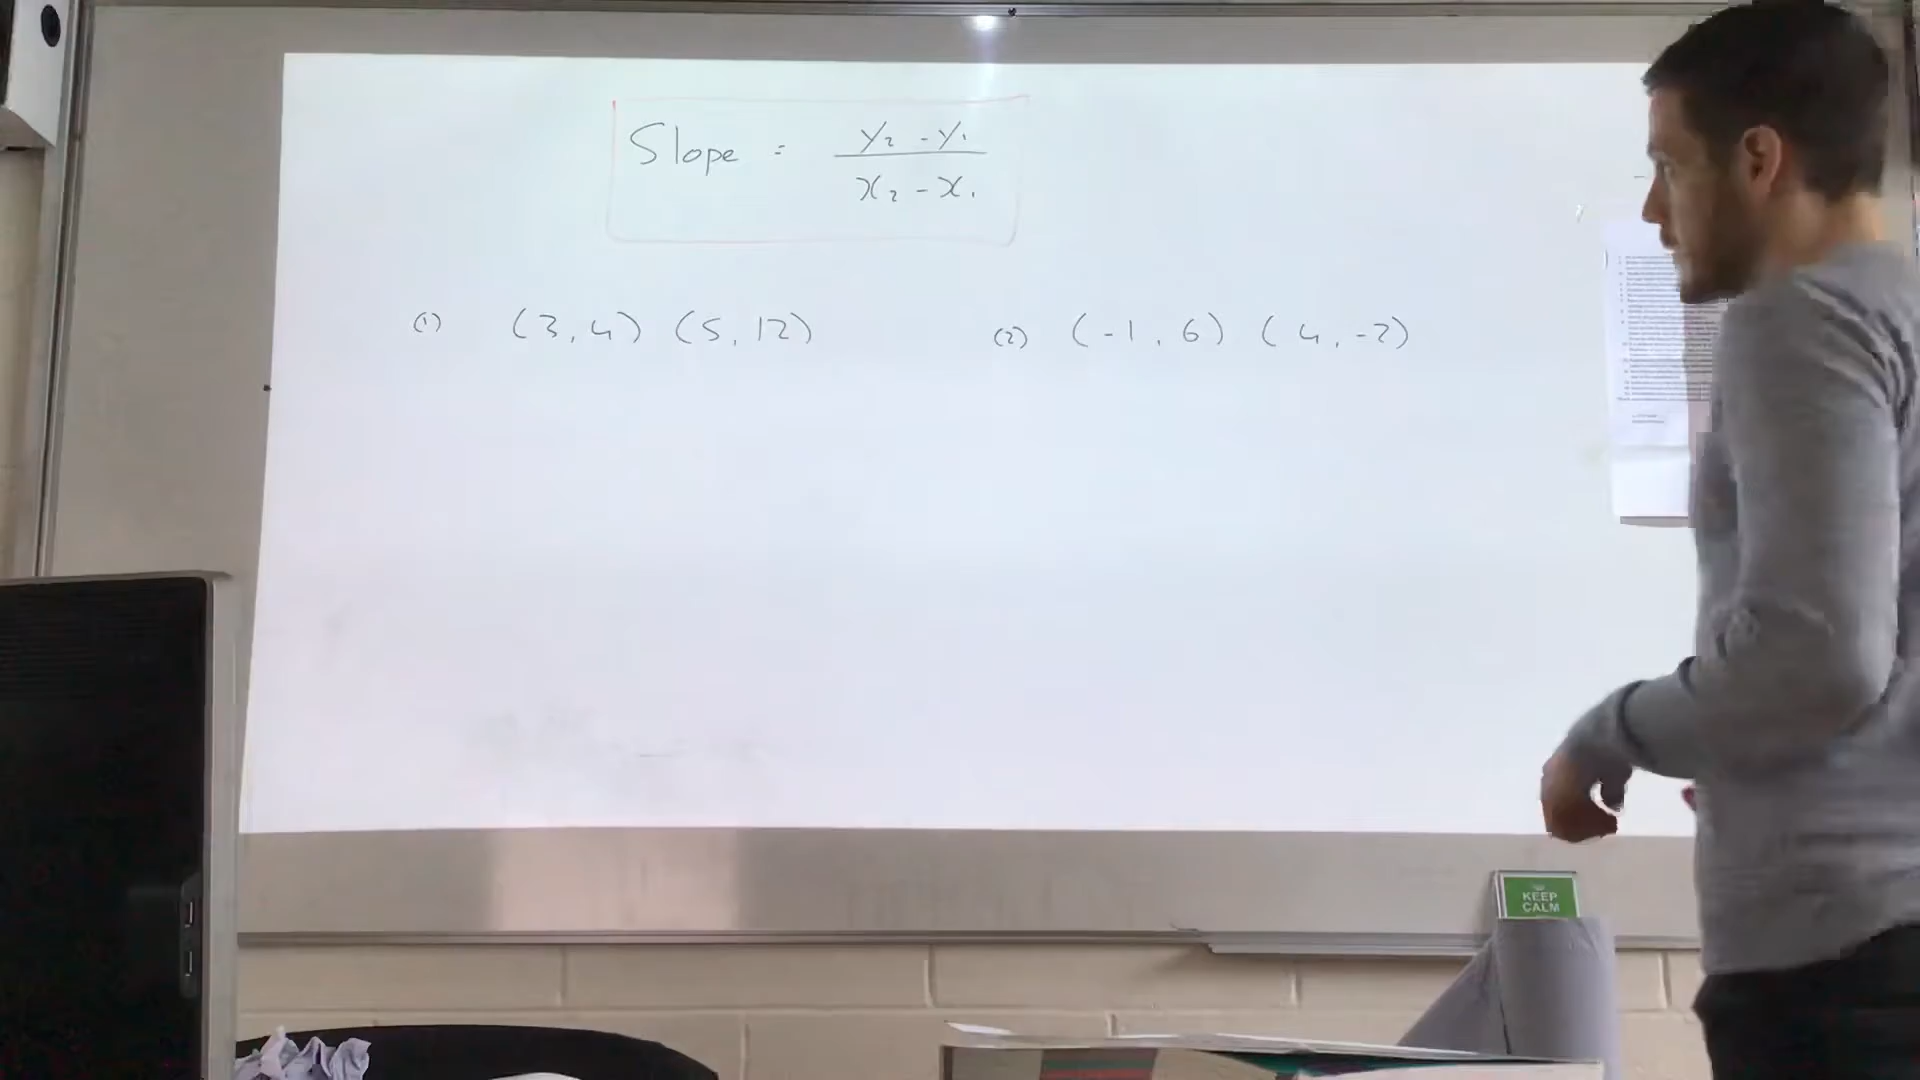 Slope = y₂ - y₁
x₂ - x₁
(1) (3, 4) (5, 12)
(2) (-1, 6) (4, -2)
KEEP
CALM